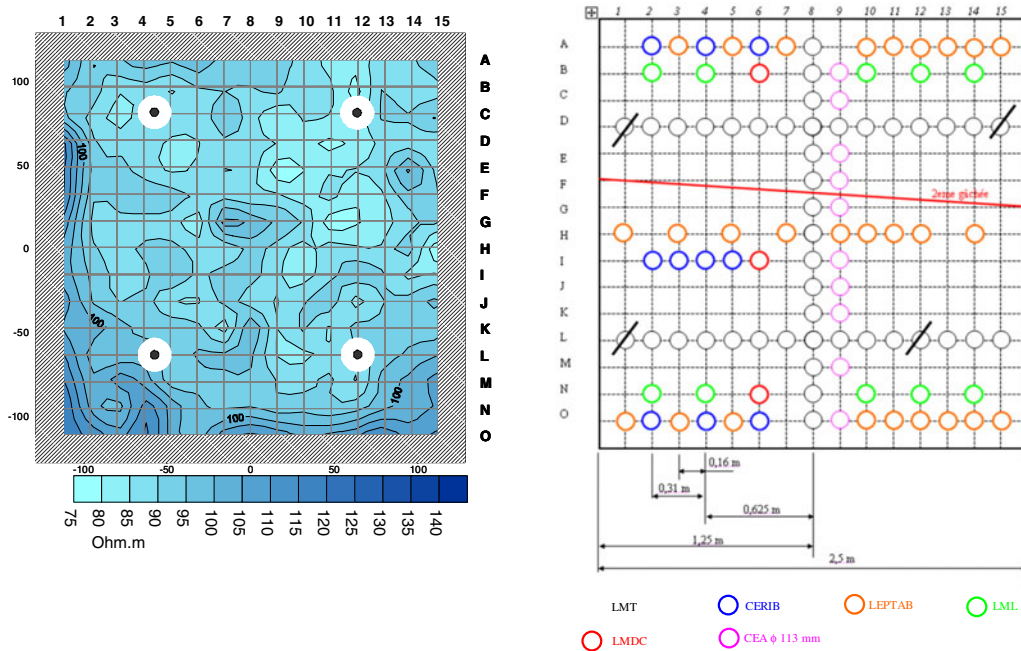 1 2 3 4 5 6 7 8 9 10 11 12 13 14 15
A
B
C
D
E
F
G
H
I
J
K
L
M
N
O
100
50
0
-50
-100
100
100
100
100
-100 -50 0 50 100
75 80 85 90 95 100 105 110 115 120 125 130 135 140
Ohm.m
1 2 3 4 5 6 7 8 9 10 11 12 13 14 15
A
B
C
D
E
F
G
H
I
J
K
L
M
N
O
2eme gâchée
0,16 m
0,31 m
0,625 m
1,25 m
2,5 m
LMT CERIB LEPTAB LML
LMDC CEA ϕ 113 mm